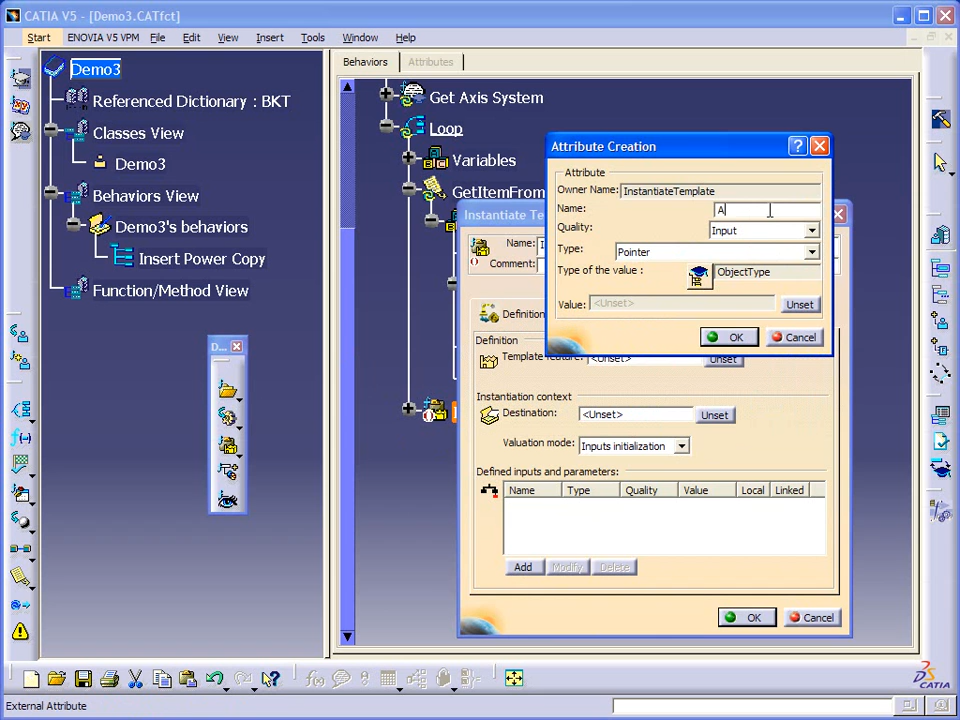 CATIA V5 - [Demo3.CATfct]
Start ENOVIA V5 VPM File Edit View Insert Tools Window Help
Demo3
Referenced Dictionary : BKT
Classes View
Demo3
Behaviors View
Demo3's behaviors
Insert Power Copy
Function/Method View
D...
Behaviors Attributes
Get Axis System
Loop
Variables
GetItemFrom
Instantiate Te
Name:
Comment:
Definition
Definition
Template feature: <Unset> Unset
Instantiation context
Destination: <Unset> Unset
Valuation mode: Inputs initialization
Defined inputs and parameters:
Name Type Quality Value Local Linked
Add Modify Delete
OK Cancel
Attribute Creation
Attribute
Owner Name: InstantiateTemplate
Name: A
Quality: Input
Type: Pointer
Type of the value : ObjectType
Value: <Unset> Unset
OK Cancel
DS CATIA
External Attribute